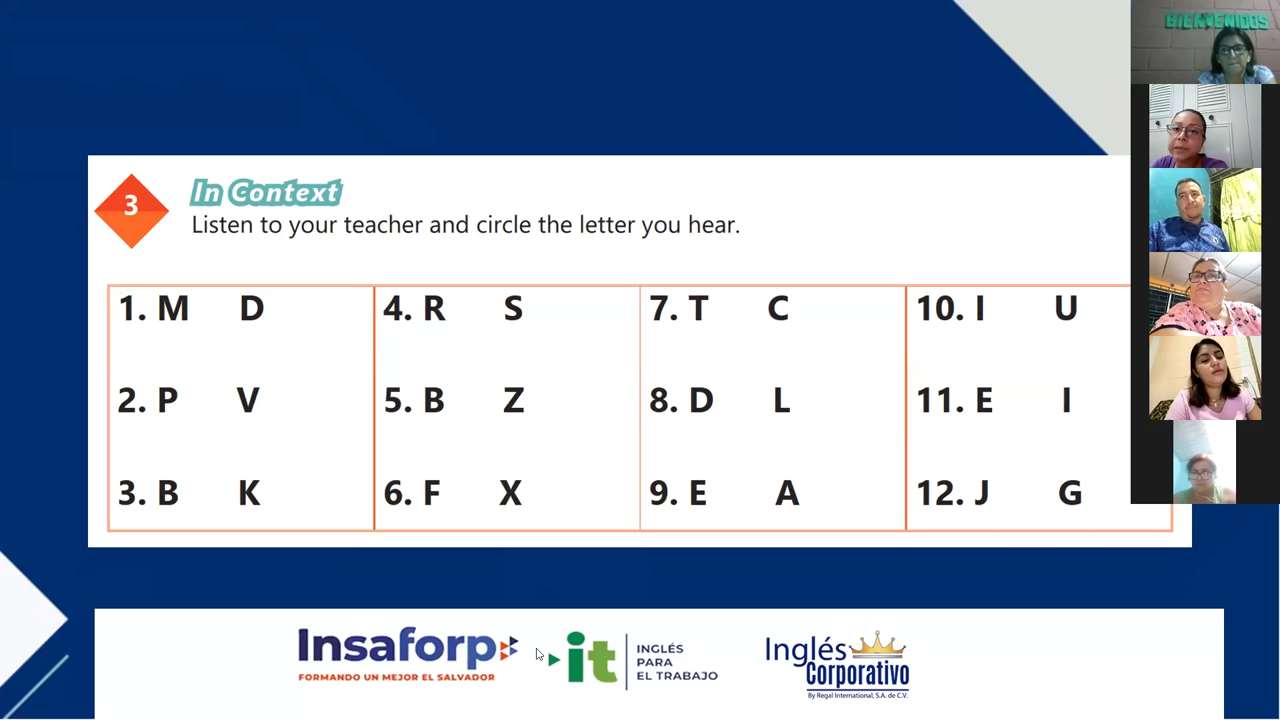 BIENVENIDOS
3
In Context
Listen to your teacher and circle the letter you hear.
1. M D
2. P V
3. B K
4. R S
5. B Z
6. F X
7. T C
8. D L
9. E A
10. I U
11. E I
12. J G
Insaforp
FORMANDO UN MEJOR EL SALVADOR
it
INGLÉS
PARA
EL TRABAJO
Inglés
Corporativo
By Regal International, S.A. de C.V.